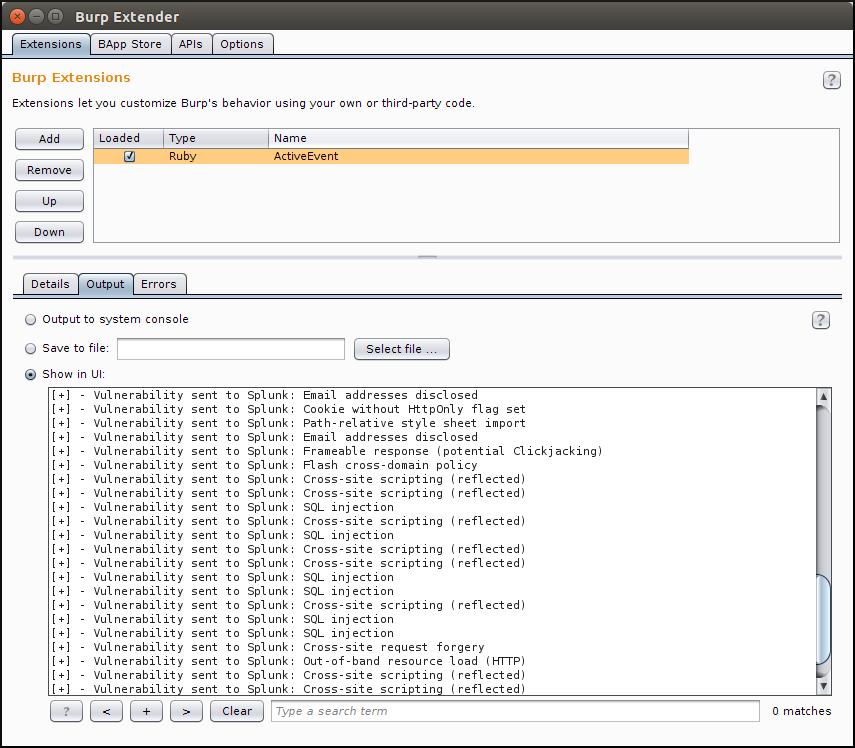 Burp Extender
Extensions BApp Store APIs Options
Burp Extensions
?
Extensions let you customize Burp's behavior using your own or third-party code.
Add
Remove
Up
Down
Loaded Type Name
Ruby ActiveEvent
Details Output Errors
Output to system console
?
Save to file: Select file ...
Show in UI:
[+] - Vulnerability sent to Splunk: Email addresses disclosed
[+] - Vulnerability sent to Splunk: Cookie without HttpOnly flag set
[+] - Vulnerability sent to Splunk: Path-relative style sheet import
[+] - Vulnerability sent to Splunk: Email addresses disclosed
[+] - Vulnerability sent to Splunk: Frameable response (potential Clickjacking)
[+] - Vulnerability sent to Splunk: Flash cross-domain policy
[+] - Vulnerability sent to Splunk: Cross-site scripting (reflected)
[+] - Vulnerability sent to Splunk: Cross-site scripting (reflected)
[+] - Vulnerability sent to Splunk: SQL injection
[+] - Vulnerability sent to Splunk: Cross-site scripting (reflected)
[+] - Vulnerability sent to Splunk: SQL injection
[+] - Vulnerability sent to Splunk: Cross-site scripting (reflected)
[+] - Vulnerability sent to Splunk: Cross-site scripting (reflected)
[+] - Vulnerability sent to Splunk: SQL injection
[+] - Vulnerability sent to Splunk: SQL injection
[+] - Vulnerability sent to Splunk: Cross-site scripting (reflected)
[+] - Vulnerability sent to Splunk: SQL injection
[+] - Vulnerability sent to Splunk: SQL injection
[+] - Vulnerability sent to Splunk: Cross-site request forgery
[+] - Vulnerability sent to Splunk: Out-of-band resource load (HTTP)
[+] - Vulnerability sent to Splunk: Cross-site scripting (reflected)
[+] - Vulnerability sent to Splunk: Cross-site scripting (reflected)
? < + > Clear Type a search term 0 matches